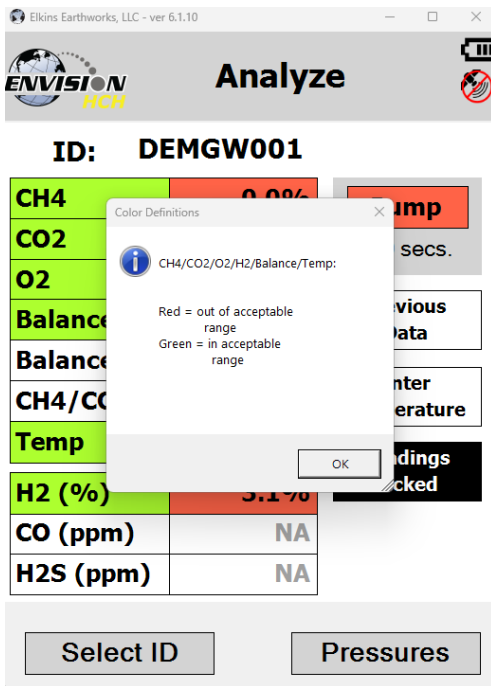 Elkins Earthworks, LLC - ver 6.1.10
ENVISION
HCH
Analyze
ID: DEMGW001
CH4
CO2
secs.
O2
Balance
Balance
CH4/CO
Temp
H2 (%)
CO (ppm) NA
H2S (ppm) NA
Color Definitions
CH4/CO2/O2/H2/Balance/Temp:
Red = out of acceptable
range
Green = in acceptable
range
OK
Select ID
Pressures